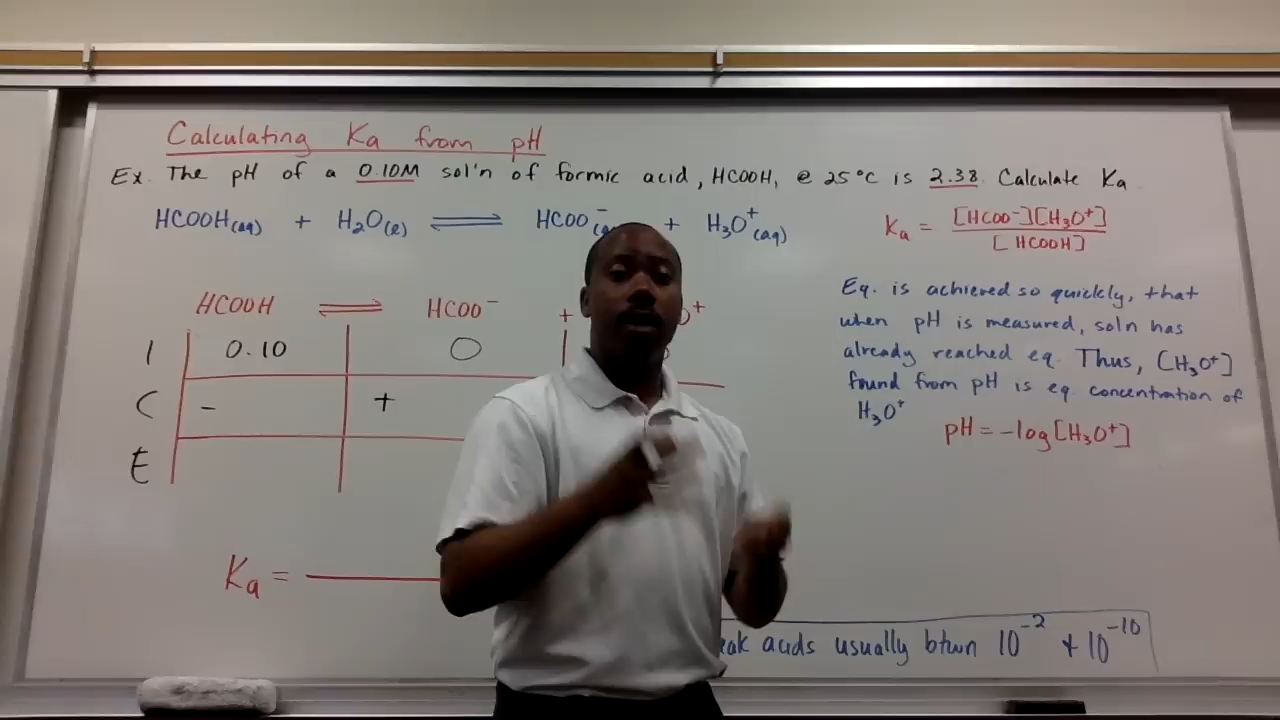 Calculating Ka from pH
Ex. The pH of a 0.10M sol'n of formic acid, HCOOH, @ 25°C is 2.38. Calculate Ka
HCOOH(aq) + H₂O(l) ⇌ HCOO⁻(a + H₃O⁺(aq)
Ka = [HCOO⁻][H₃O⁺] / [HCOOH]
HCOOH ⇌ HCOO⁻ + O⁺
I 0.10 0
C - +
E
Ka =
Eq. is achieved so quickly, that
when pH is measured, soln has
already reached eq. Thus, [H₃O⁺]
found from pH is eq. concentration of
H₃O⁺
pH = -log[H₃O⁺]
acids usually btwn 10⁻² + 10⁻¹⁰